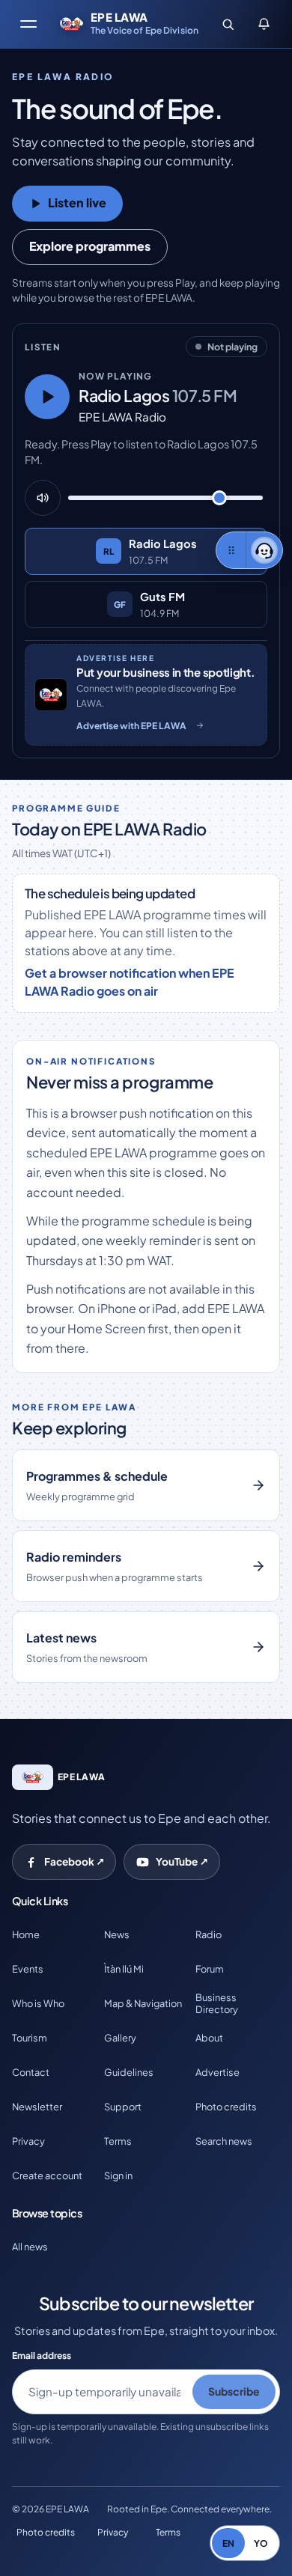 EPE LAWA
The Voice of Epe Division
EPE LAWA RADIO
The sound of Epe.
Stay connected to the people, stories and
conversations shaping our community.
Listen live
Explore programmes
Streams start only when you press Play, and keep playing
while you browse the rest of EPE LAWA.
LISTEN
Not playing
NOW PLAYING
Radio Lagos 107.5 FM
EPE LAWA Radio
Ready. Press Play to listen to Radio Lagos 107.5
FM.
RL
Radio Lagos
107.5 FM
GF
Guts FM
104.9 FM
ADVERTISE HERE
Put your business in the spotlight.
Connect with people discovering Epe
LAWA.
Advertise with EPE LAWA →
PROGRAMME GUIDE
Today on EPE LAWA Radio
All times WAT (UTC+1)
The schedule is being updated
Published EPE LAWA programme times will
appear here. You can still listen to the
stations above at any time.
Get a browser notification when EPE
LAWA Radio goes on air
ON-AIR NOTIFICATIONS
Never miss a programme
This is a browser push notification on this
device, sent automatically the moment a
scheduled EPE LAWA programme goes on
air, even when this site is closed. No
account needed.
While the programme schedule is being
updated, one weekly reminder is sent on
Thursdays at 1:30 pm WAT.
Push notifications are not available in this
browser. On iPhone or iPad, add EPE LAWA
to your Home Screen first, then open it
from there.
MORE FROM EPE LAWA
Keep exploring
Programmes & schedule
Weekly programme grid
Radio reminders
Browser push when a programme starts
Latest news
Stories from the newsroom
EPE LAWA
Stories that connect us to Epe and each other.
Facebook ↗
YouTube ↗
Quick Links
Home
News
Radio
Events
Ìtàn Ilú Mi
Forum
Who is Who
Map & Navigation
Business
Directory
Tourism
Gallery
About
Contact
Guidelines
Advertise
Newsletter
Support
Photo credits
Privacy
Terms
Search news
Create account
Sign in
Browse topics
All news
Subscribe to our newsletter
Stories and updates from Epe, straight to your inbox.
Email address
Sign-up temporarily unavaila
Subscribe
Sign-up is temporarily unavailable. Existing unsubscribe links
still work.
© 2026 EPE LAWA
Rooted in Epe. Connected everywhere.
Photo credits
Privacy
Terms
EN
YO